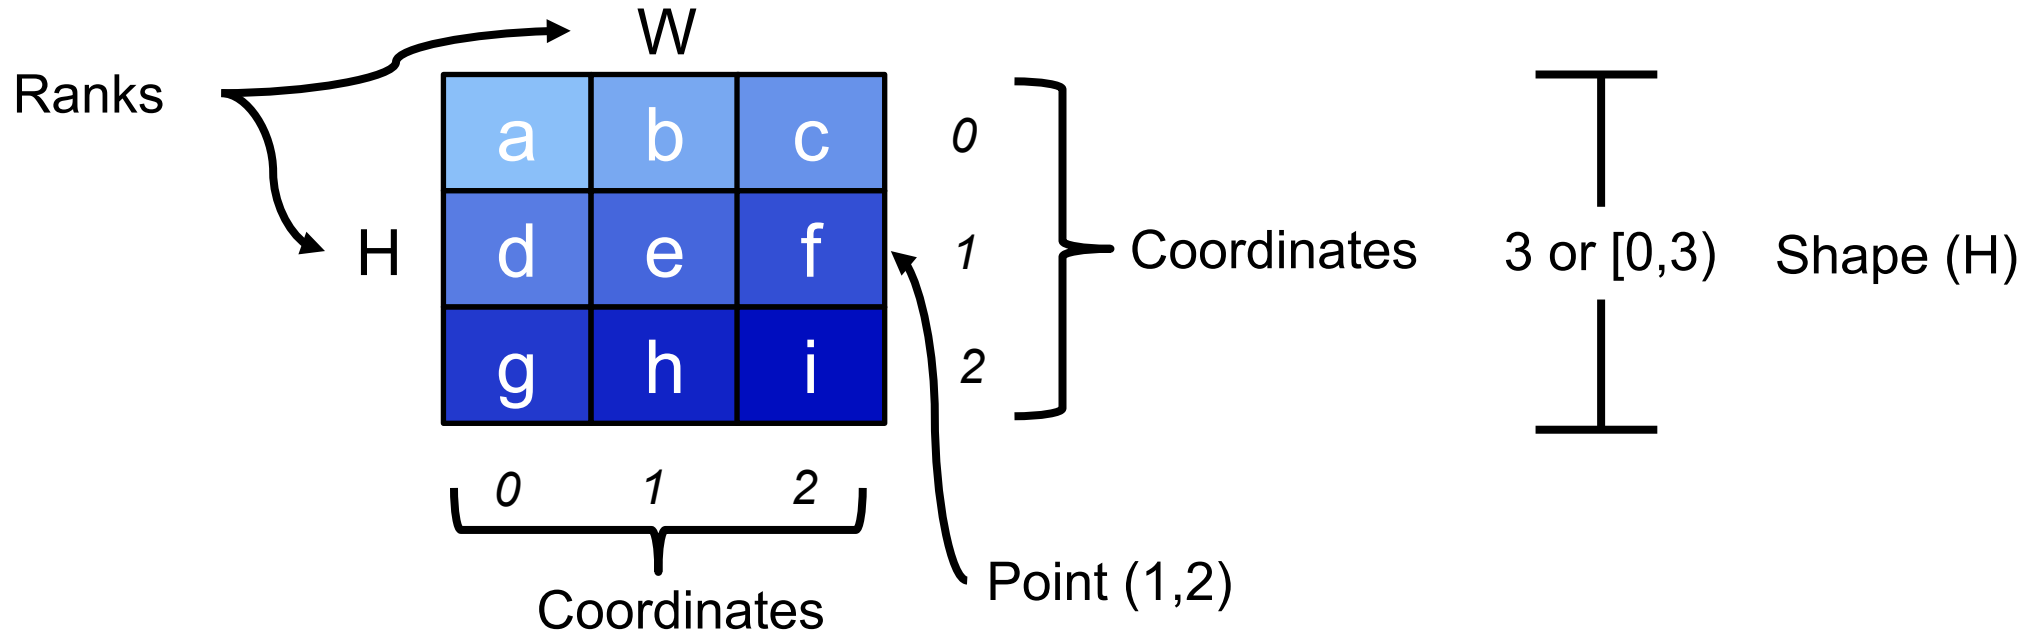 W
Ranks
a b c
0
H
d e f
1
Coordinates
3 or [0,3)
Shape (H)
g h i
2
0 1 2
Coordinates
Point (1,2)